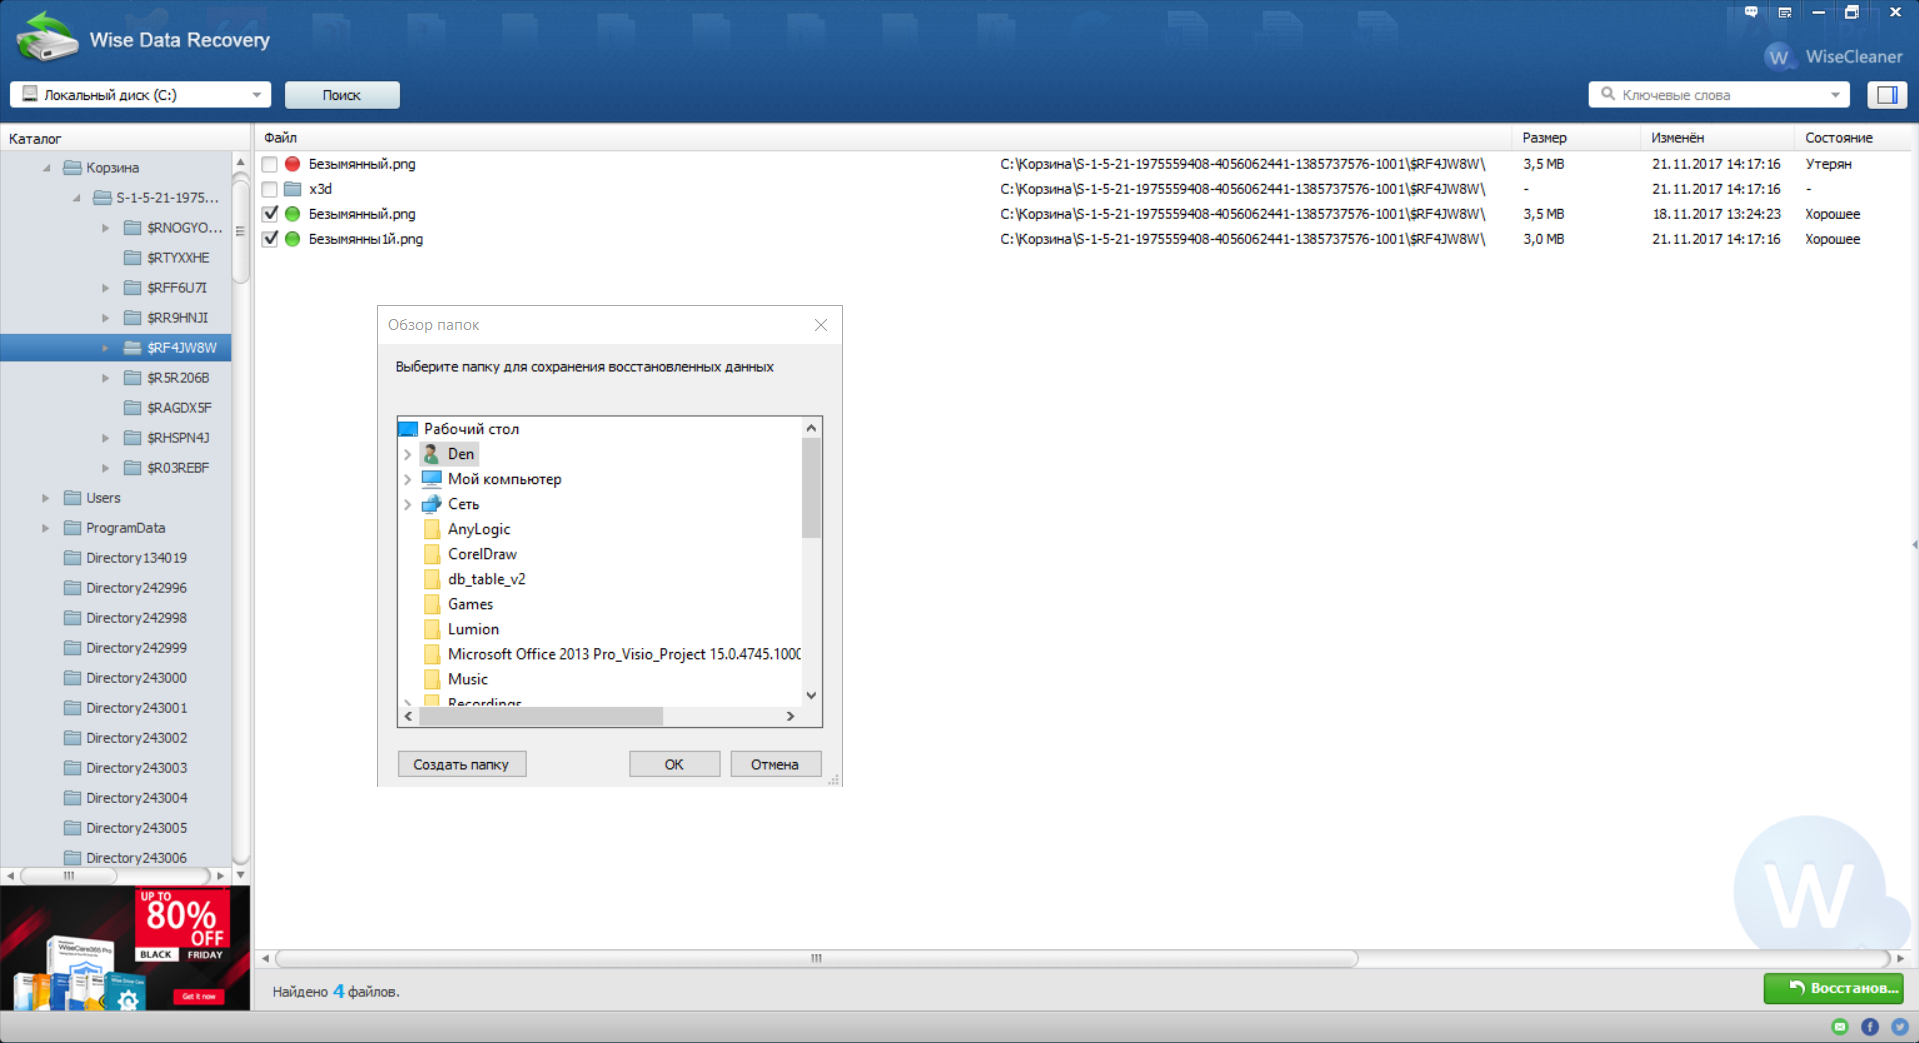 Wise Data Recovery
W WiseCleaner
Локальный диск (C:)
Поиск
Ключевые слова
Каталог
Файл
Размер
Изменён
Состояние
Безымянный.png C:\Корзина\S-1-5-21-1975559408-4056062441-1385737576-1001\$RF4JW8W\ 3,5 MB 21.11.2017 14:17:16 Утерян
x3d C:\Корзина\S-1-5-21-1975559408-4056062441-1385737576-1001\$RF4JW8W\ - 21.11.2017 14:17:16 -
Безымянный.png C:\Корзина\S-1-5-21-1975559408-4056062441-1385737576-1001\$RF4JW8W\ 3,5 MB 18.11.2017 13:24:23 Хорошее
Безымянны1й.png C:\Корзина\S-1-5-21-1975559408-4056062441-1385737576-1001\$RF4JW8W\ 3,0 MB 21.11.2017 14:17:16 Хорошее
Корзина
S-1-5-21-1975...
$RNOGYO...
$RTYXXHE
$RFF6U7I
$RR9HNJI
$RF4JW8W
$R5R206B
$RAGDX5F
$RHSPN4J
$R03REBF
Users
ProgramData
Directory134019
Directory242996
Directory242998
Directory242999
Directory243000
Directory243001
Directory243002
Directory243003
Directory243004
Directory243005
Directory243006
Обзор папок
Выберите папку для сохранения восстановленных данных
Рабочий стол
Den
Мой компьютер
Сеть
AnyLogic
CorelDraw
db_table_v2
Games
Lumion
Microsoft Office 2013 Pro_Visio_Project 15.0.4745.1000
Music
Recordings
Создать папку
OK
Отмена
UP TO
80%
OFF
BLACK FRIDAY
WiseCare365 Pro
Wise Driver Care
Get it now
W
Найдено 4 файлов.
Восстанов...